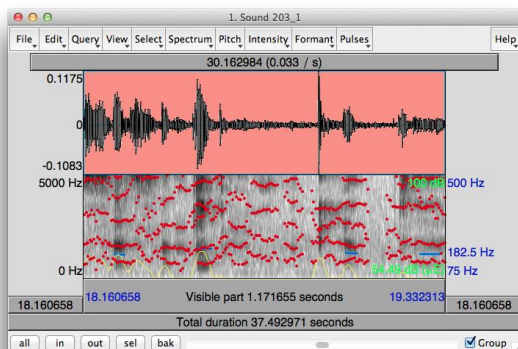 1. Sound 203_1
File Edit Query View Select Spectrum Pitch Intensity Formant Pulses Help
30.162984 (0.033 / s)
0.1175
0
-0.1083
5000 Hz 100 dB 500 Hz
182.5 Hz
0 Hz 75 Hz
18.160658 18.160658 Visible part 1.171655 seconds 19.332313 18.160658
Total duration 37.492971 seconds
all in out sel bak Group